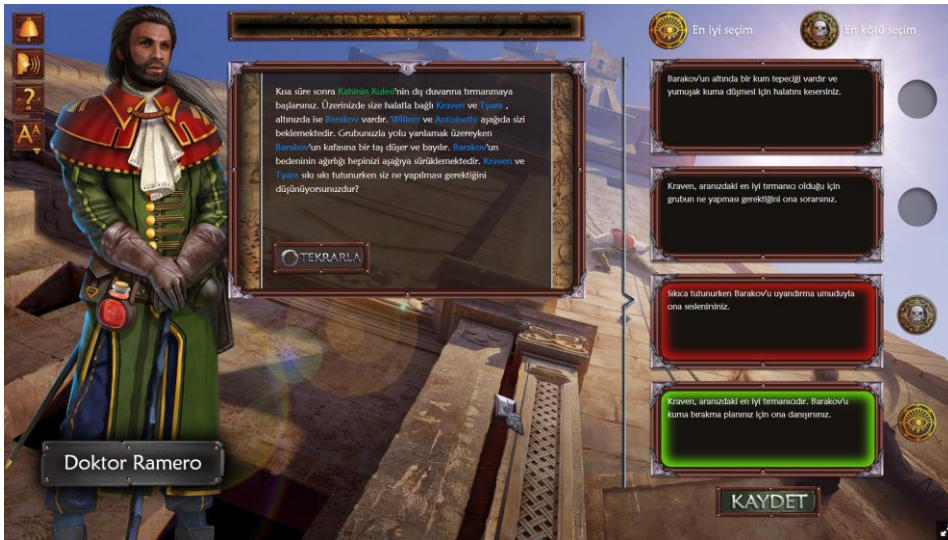 En iyi seçim
En kötü seçim
Kısa süre sonra Kahinin Kulesi'nin dış duvarına tırmanmaya
başlarsınız. Üzerinizde size halatla bağlı Kraven ve Tyara ,
altınızda ise Barakov vardır. Willem ve Antoinette aşağıda sizi
beklemektedir. Grubunuzla yolu yarılamak üzereyken
Barakov'un kafasına bir taş düşer ve bayılır. Barakov'un
bedeninin ağırlığı hepinizi aşağıya sürüklemektedir. Kraven ve
Tyara sıkı sıkı tutunurken siz ne yapılması gerektiğini
düşünüyorsunuzdur?
TEKRARLA
Barakov'un altında bir kum tepeciği vardır ve
yumuşak kuma düşmesi için halatını kesersiniz.
Kraven, aranızdaki en iyi tırmanıcı olduğu için
grubun ne yapması gerektiğini ona sorarsınız.
Sıkıca tutunurken Barakov'u uyandırma umuduyla
ona seslenirsiniz.
Kraven, aranızdaki en iyi tırmanıcıdır. Barakov'u
kuma bırakma planınız için ona danışırsınız.
Doktor Ramero
KAYDET
?
AA